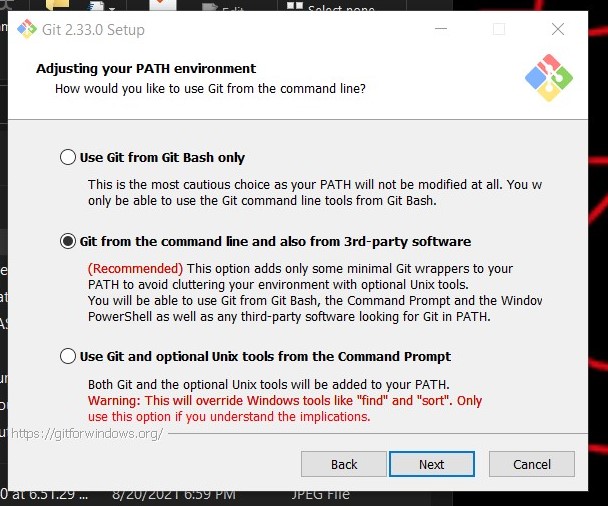 Select none
Edit
Git 2.33.0 Setup
Adjusting your PATH environment
How would you like to use Git from the command line?
Use Git from Git Bash only
This is the most cautious choice as your PATH will not be modified at all. You w
only be able to use the Git command line tools from Git Bash.
Git from the command line and also from 3rd-party software
(Recommended) This option adds only some minimal Git wrappers to your
PATH to avoid cluttering your environment with optional Unix tools.
You will be able to use Git from Git Bash, the Command Prompt and the Window
PowerShell as well as any third-party software looking for Git in PATH.
Use Git and optional Unix tools from the Command Prompt
Both Git and the optional Unix tools will be added to your PATH.
Warning: This will override Windows tools like "find" and "sort". Only
use this option if you understand the implications.
https://gitforwindows.org/
Back
Next
Cancel
0 at 6.51.29 ...
8/20/2021 6:59 PM
JPEG File